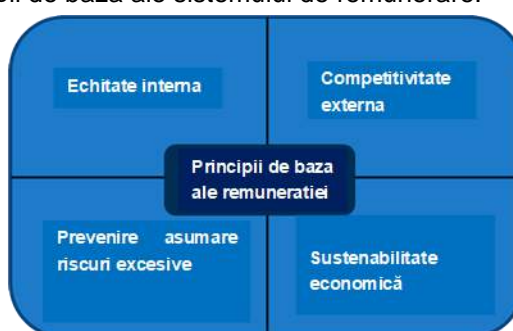 de baza ale sistemului de remunerare:
Echitate interna
Competitivitate
externa
Principii de baza
ale remuneratiei
Prevenire asumare
riscuri excesive
Sustenabilitate
economică